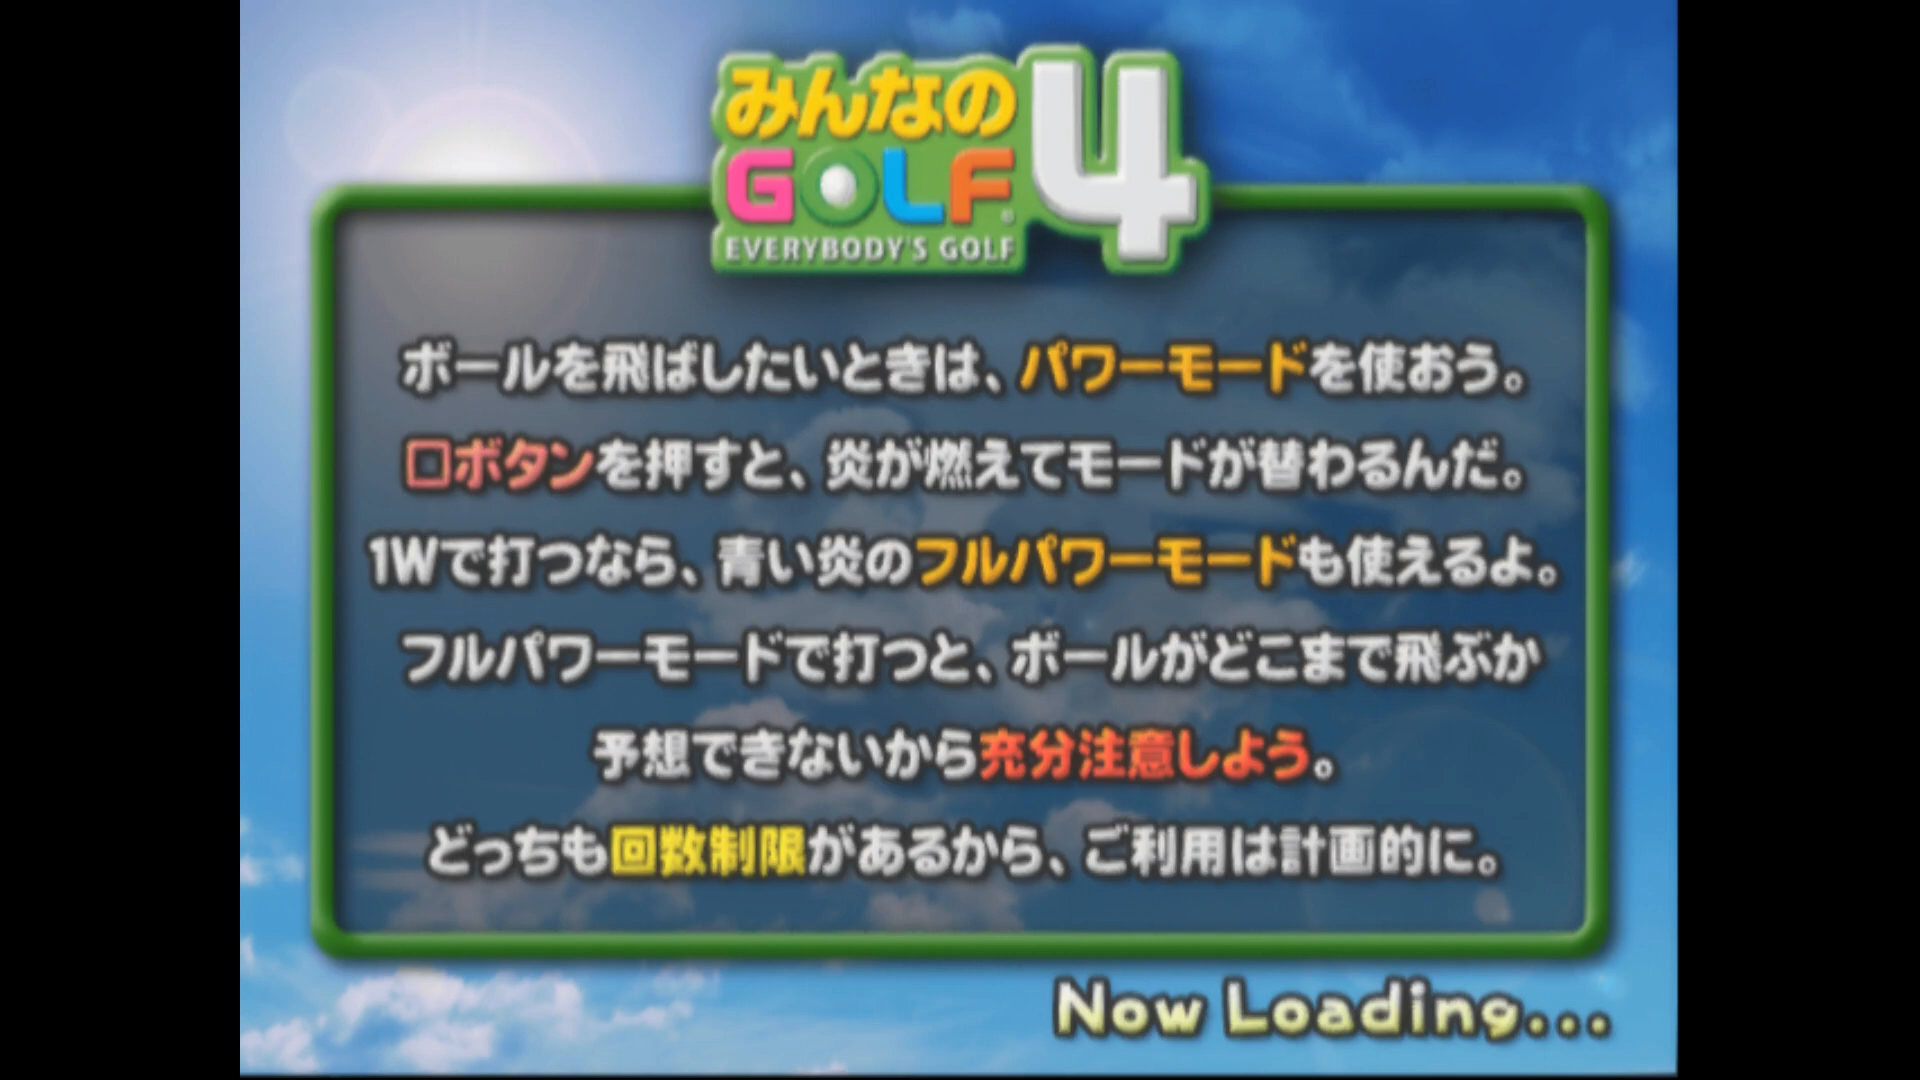 みんなの
GOLF 4
EVERYBODY'S GOLF
ボールを飛ばしたいときは、パワーモードを使おう。
□ボタンを押すと、炎が燃えてモードが替わるんだ。
1Wで打つなら、青い炎のフルパワーモードも使えるよ。
フルパワーモードで打つと、ボールがどこまで飛ぶか
予想できないから充分注意しよう。
どっちも回数制限があるから、ご利用は計画的に。
Now Loading...